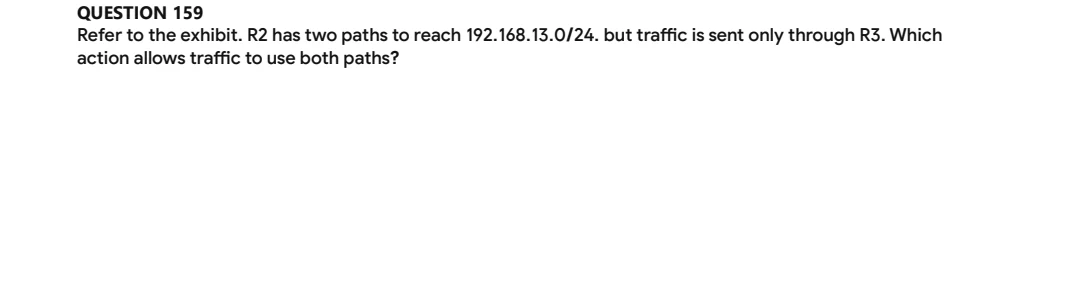 QUESTION 159
Refer to the exhibit. R2 has two paths to reach 192.168.13.0/24. but traffic is sent only through R3. Which
action allows traffic to use both paths?